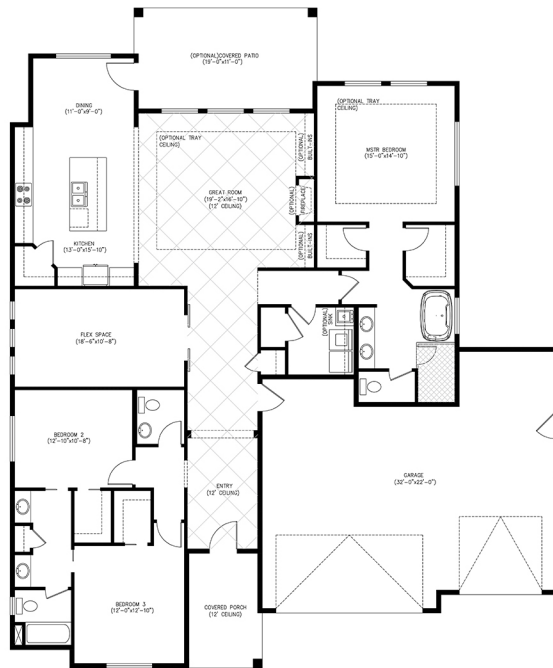 (OPTIONAL)COVERED PATIO
(19'-0"x11'-0")
DINING
(11'-0"x9'-0")
(OPTIONAL TRAY
CEILING)
(OPTIONAL TRAY
CEILING)
(OPTIONAL)
BUILT-INS
MSTR BEDROOM
(15'-0"x14'-10")
GREAT ROOM
(19'-2"x16'-10")
(12' CEILING)
(OPTIONAL)
FIREPLACE
KITCHEN
(13'-0"x15'-10")
(OPTIONAL)
BUILT-INS
FLEX SPACE
(18'-6"x10'-8")
(OPTIONAL)
SINK
BEDROOM 2
(12'-10"x10'-8")
ENTRY
(12' CEILING)
GARAGE
(32'-0"x22'-0")
BEDROOM 3
(12'-0"x12'-10")
COVERED PORCH
(12' CEILING)